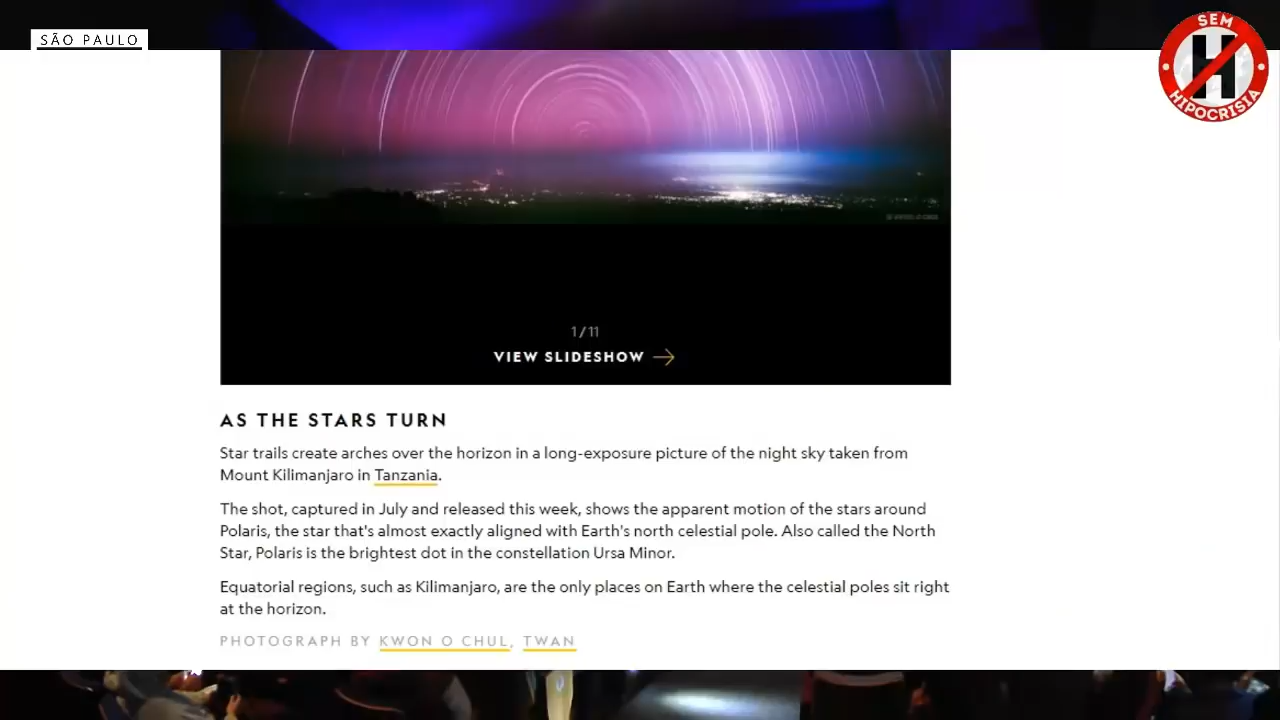 SÃO PAULO
SEM
H
HIPOCRISIA
1/11
VIEW SLIDESHOW
AS THE STARS TURN
Star trails create arches over the horizon in a long-exposure picture of the night sky taken from
Mount Kilimanjaro in Tanzania.
The shot, captured in July and released this week, shows the apparent motion of the stars around
Polaris, the star that's almost exactly aligned with Earth's north celestial pole. Also called the North
Star, Polaris is the brightest dot in the constellation Ursa Minor.
Equatorial regions, such as Kilimanjaro, are the only places on Earth where the celestial poles sit right
at the horizon.
PHOTOGRAPH BY KWON O CHUL, TWAN